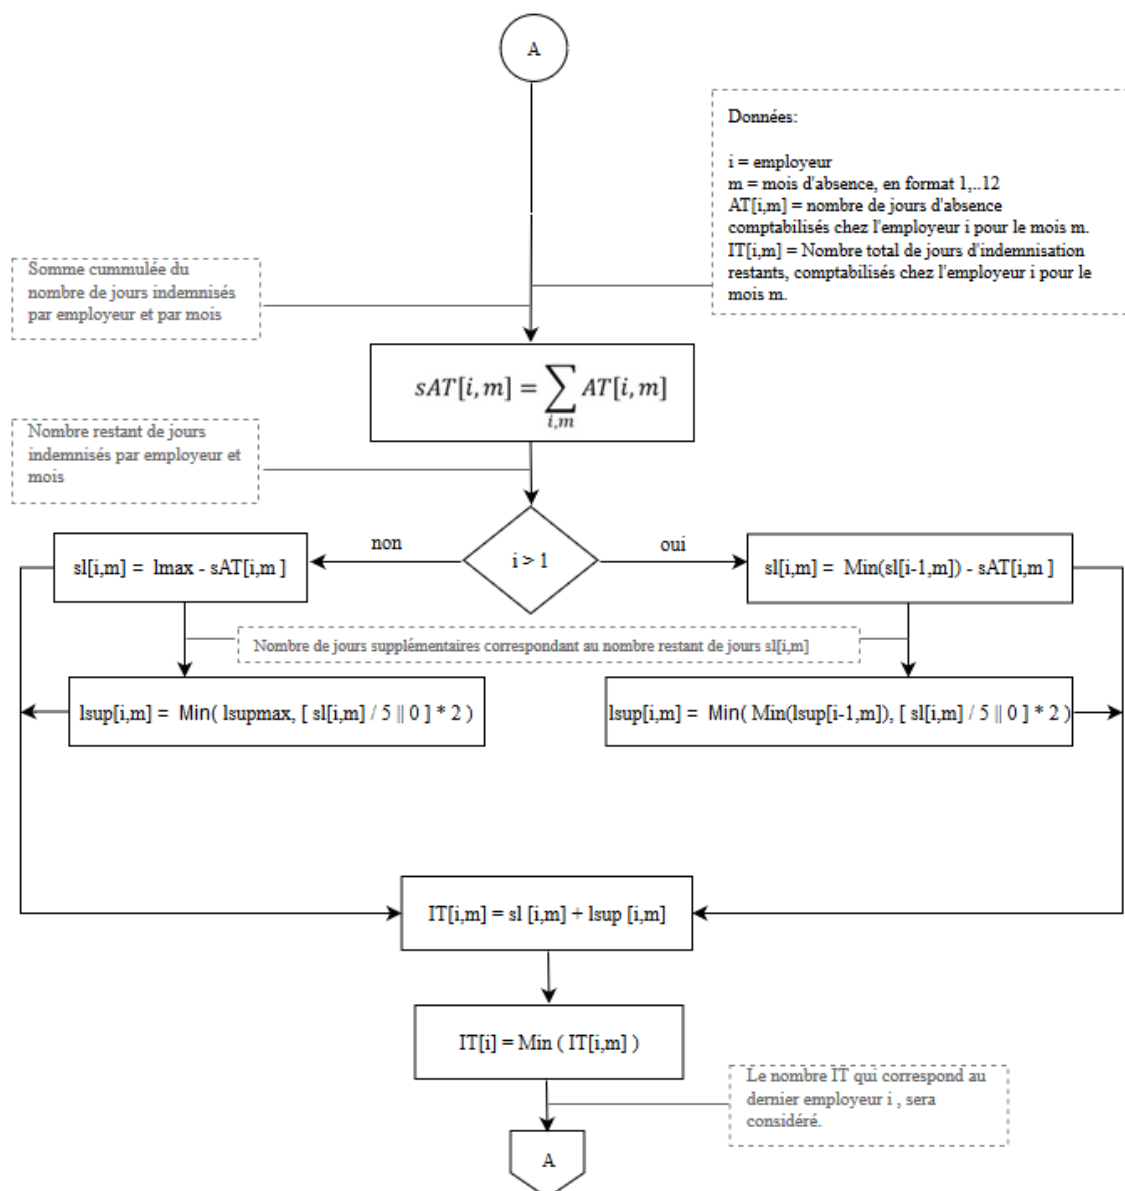 A
Données:
i = employeur
m = mois d'absence, en format 1,..12
AT[i,m] = nombre de jours d'absence
comptabilisés chez l'employeur i pour le mois m.
IT[i,m] = Nombre total de jours d'indemnisation
restants, comptabilisés chez l'employeur i pour le
mois m.
Somme cummulée du
nombre de jours indemnisés
par employeur et par mois
sAT[i,m] = ∑ AT[i,m]
i,m
Nombre restant de jours
indemnisés par employeur et
mois
i > 1
non
oui
sl[i,m] = lmax - sAT[i,m ]
sl[i,m] = Min(sl[i-1,m]) - sAT[i,m ]
Nombre de jours supplémentaires correspondant au nombre restant de jours sl[i,m]
lsup[i,m] = Min( lsupmax, [ sl[i,m] / 5 || 0 ] * 2 )
lsup[i,m] = Min( Min(lsup[i-1,m]), [ sl[i,m] / 5 || 0 ] * 2 )
IT[i,m] = sl [i,m] + lsup [i,m]
IT[i] = Min ( IT[i,m] )
Le nombre IT qui correspond au
dernier employeur i , sera
considéré.
A